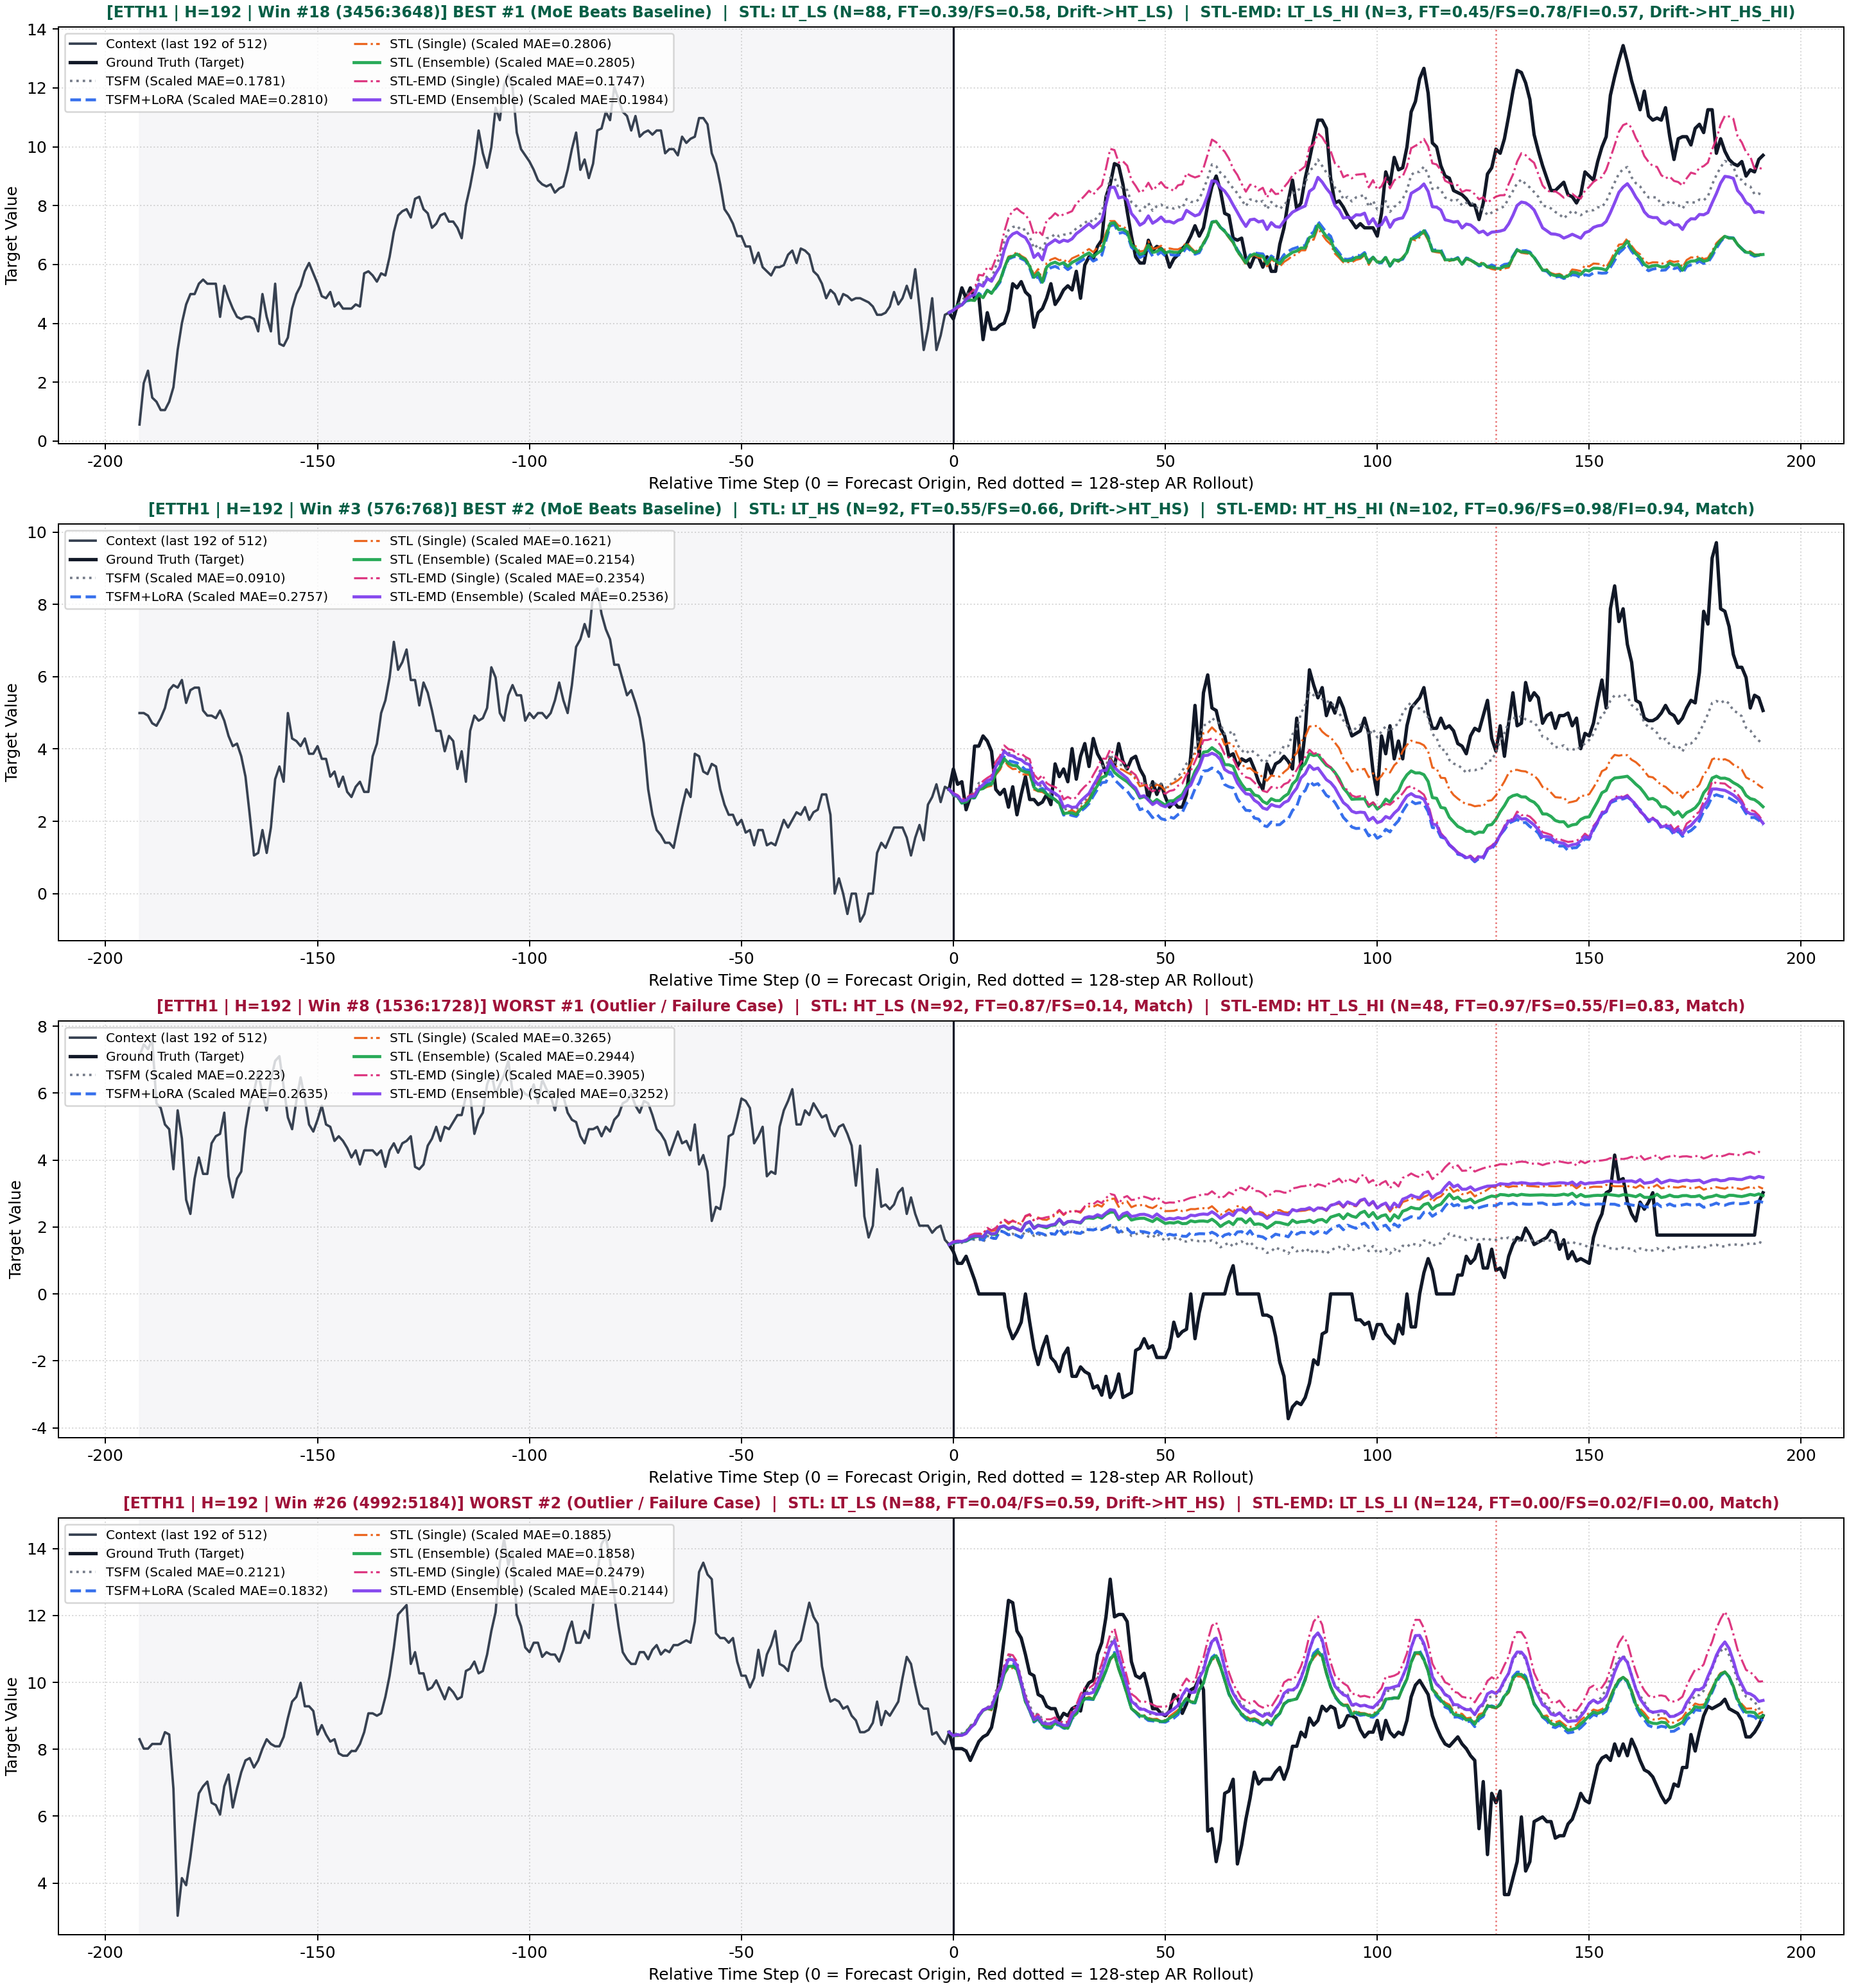 [ETTH1 | H=192 | Win #18 (3456:3648)] BEST #1 (MoE Beats Baseline) | STL: LT_LS (N=88, FT=0.39/FS=0.58, Drift->HT_LS) | STL-EMD: LT_LS_HI (N=3, FT=0.45/FS=0.78/FI=0.57, Drift->HT_HS_HI)
Context (last 192 of 512)
Ground Truth (Target)
TSFM (Scaled MAE=0.1781)
TSFM+LoRA (Scaled MAE=0.2810)
STL (Single) (Scaled MAE=0.2806)
STL (Ensemble) (Scaled MAE=0.2805)
STL-EMD (Single) (Scaled MAE=0.1747)
STL-EMD (Ensemble) (Scaled MAE=0.1984)
Target Value
14
12
10
8
6
4
2
0
-200 -150 -100 -50 0 50 100 150 200
Relative Time Step (0 = Forecast Origin, Red dotted = 128-step AR Rollout)
[ETTH1 | H=192 | Win #3 (576:768)] BEST #2 (MoE Beats Baseline) | STL: LT_HS (N=92, FT=0.55/FS=0.66, Drift->HT_HS) | STL-EMD: HT_HS_HI (N=102, FT=0.96/FS=0.98/FI=0.94, Match)
Context (last 192 of 512)
Ground Truth (Target)
TSFM (Scaled MAE=0.0910)
TSFM+LoRA (Scaled MAE=0.2757)
STL (Single) (Scaled MAE=0.1621)
STL (Ensemble) (Scaled MAE=0.2154)
STL-EMD (Single) (Scaled MAE=0.2354)
STL-EMD (Ensemble) (Scaled MAE=0.2536)
Target Value
10
8
6
4
2
0
-200 -150 -100 -50 0 50 100 150 200
Relative Time Step (0 = Forecast Origin, Red dotted = 128-step AR Rollout)
[ETTH1 | H=192 | Win #8 (1536:1728)] WORST #1 (Outlier / Failure Case) | STL: HT_LS (N=92, FT=0.87/FS=0.14, Match) | STL-EMD: HT_LS_HI (N=48, FT=0.97/FS=0.55/FI=0.83, Match)
Context (last 192 of 512)
Ground Truth (Target)
TSFM (Scaled MAE=0.2223)
TSFM+LoRA (Scaled MAE=0.2635)
STL (Single) (Scaled MAE=0.3265)
STL (Ensemble) (Scaled MAE=0.2944)
STL-EMD (Single) (Scaled MAE=0.3905)
STL-EMD (Ensemble) (Scaled MAE=0.3252)
Target Value
8
6
4
2
0
-2
-4
-200 -150 -100 -50 0 50 100 150 200
Relative Time Step (0 = Forecast Origin, Red dotted = 128-step AR Rollout)
[ETTH1 | H=192 | Win #26 (4992:5184)] WORST #2 (Outlier / Failure Case) | STL: LT_LS (N=88, FT=0.04/FS=0.59, Drift->HT_HS) | STL-EMD: LT_LS_LI (N=124, FT=0.00/FS=0.02/FI=0.00, Match)
Context (last 192 of 512)
Ground Truth (Target)
TSFM (Scaled MAE=0.2121)
TSFM+LoRA (Scaled MAE=0.1832)
STL (Single) (Scaled MAE=0.1885)
STL (Ensemble) (Scaled MAE=0.1858)
STL-EMD (Single) (Scaled MAE=0.2479)
STL-EMD (Ensemble) (Scaled MAE=0.2144)
Target Value
14
12
10
8
6
4
-200 -150 -100 -50 0 50 100 150 200
Relative Time Step (0 = Forecast Origin, Red dotted = 128-step AR Rollout)